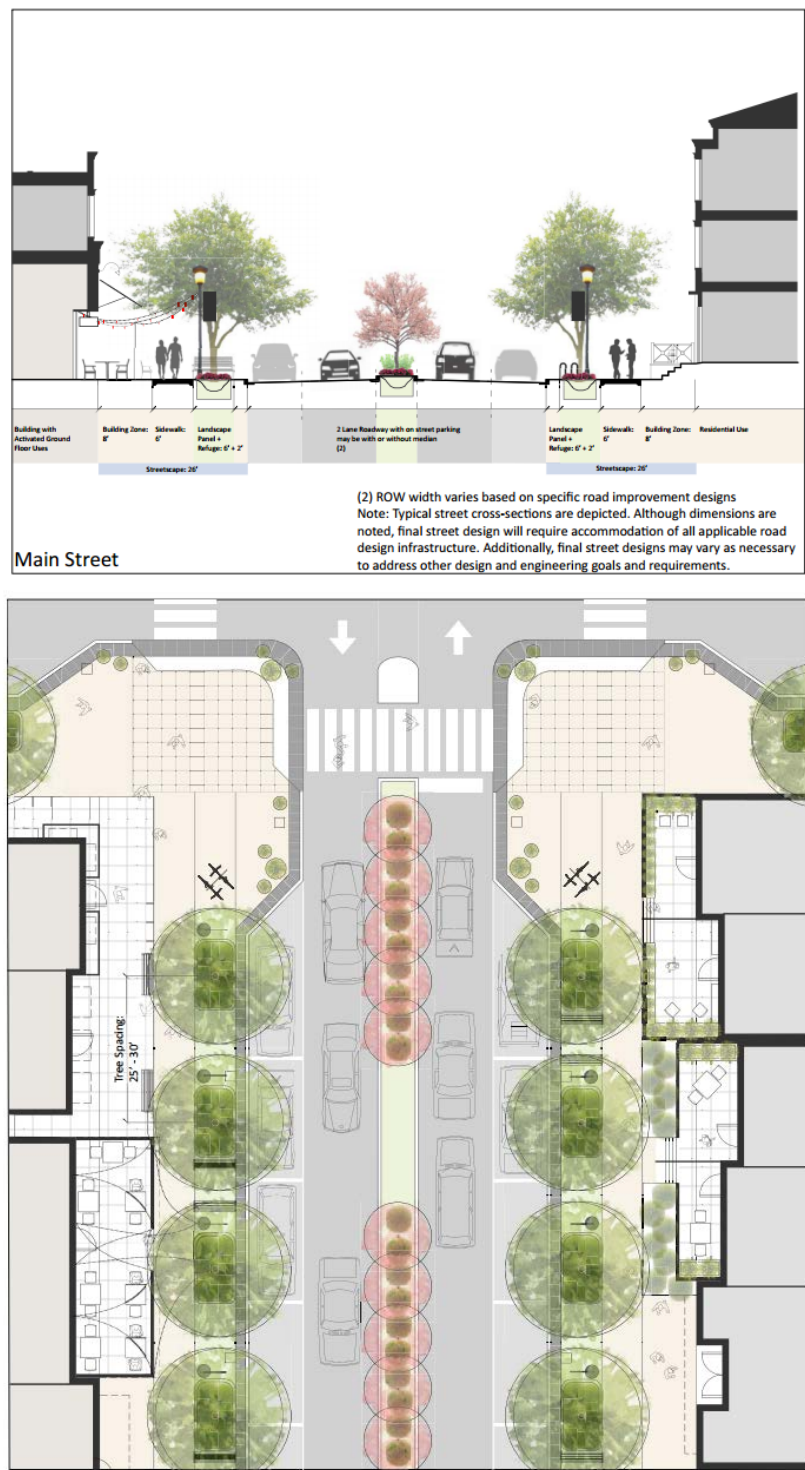 Building with
Activated Ground
Floor Uses
Building Zone:
8'
Sidewalk:
6'
Landscape
Panel +
Refuge: 6' + 2'
2 Lane Roadway with on street parking
may be with or without median
(2)
Landscape
Panel +
Refuge: 6' + 2'
Sidewalk:
6'
Building Zone:
8'
Residential Use
Streetscape: 26'
Streetscape: 26'
(2) ROW width varies based on specific road improvement designs
Note: Typical street cross-sections are depicted. Although dimensions are
noted, final street design will require accommodation of all applicable road
design infrastructure. Additionally, final street designs may vary as necessary
to address other design and engineering goals and requirements.
Main Street
Tree Spacing:
25' - 30'